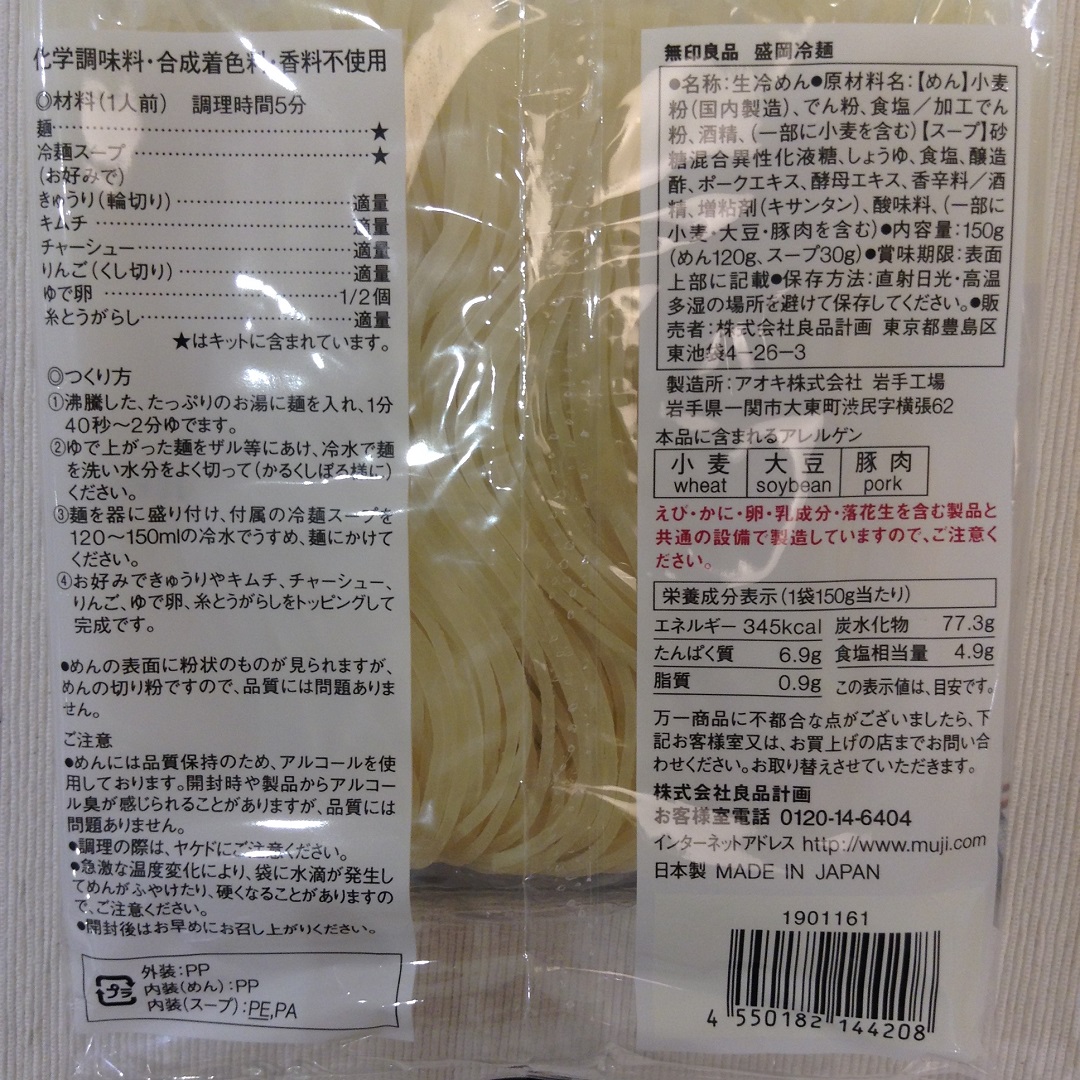 化学調味料・合成着色料・香料不使用
◎材料(1人前) 調理時間5分
麺……………………………★
冷麺スープ……………………★
(お好みで)
きゅうり(輪切り)……………適量
キムチ…………………………適量
チャーシュー…………………適量
りんご(くし切り)……………適量
ゆで卵…………………………1/2個
糸とうがらし…………………適量
★はキットに含まれています。
◎つくり方
①沸騰した、たっぷりのお湯に麺を入れ、1分
40秒～2分ゆでます。
②ゆで上がった麺をザル等にあけ、冷水で麺
を洗い水分をよく切って(かるくしぼる様に)
ください。
③麺を器に盛り付け、付属の冷麺スープを
120～150mlの冷水でうすめ、麺にかけて
ください。
④お好みできゅうりやキムチ、チャーシュー、
りんご、ゆで卵、糸とうがらしをトッピングして
完成です。
●めんの表面に粉状のものが見られますが、
めんの切り粉ですので、品質には問題ありま
せん。
ご注意
●めんには品質保持のため、アルコールを使
用しております。開封時や製品からアルコー
ル臭が感じられることがありますが、品質には
問題ありません。
●調理の際は、ヤケドにご注意ください。
●急激な温度変化により、袋に水滴が発生し
てめんがふやけたり、硬くなることがありますの
で、ご注意ください。
●開封後はお早めにお召し上がりください。
プラ
外装:PP
内装(めん):PP
内装(スープ):PE,PA
無印良品 盛岡冷麺
●名称:生冷めん●原材料名:【めん】小麦
粉(国内製造)、でん粉、食塩/加工でん
粉、酒精、(一部に小麦を含む)【スープ】砂
糖混合異性化液糖、しょうゆ、食塩、醸造
酢、ポークエキス、酵母エキス、香辛料/酒
精、増粘剤(キサンタン)、酸味料、(一部に
小麦・大豆・豚肉を含む)●内容量:150g
(めん120g、スープ30g)●賞味期限:表面
上部に記載●保存方法:直射日光・高温
多湿の場所を避けて保存してください。●販
売者:株式会社良品計画 東京都豊島区
東池袋4-26-3
製造所:アオキ株式会社 岩手工場
岩手県一関市大東町渋民字横張62
本品に含まれるアレルゲン
小麦 大豆 豚肉
wheat soybean pork
えび・かに・卵・乳成分・落花生を含む製品と
共通の設備で製造していますので、ご注意く
ださい。
栄養成分表示(1袋150g当たり)
エネルギー 345kcal 炭水化物 77.3g
たんぱく質 6.9g 食塩相当量 4.9g
脂質 0.9g この表示値は、目安です。
万一商品に不都合な点がございましたら、下
記お客様室又は、お買上げの店までお問い合
わせください。お取り替えさせていただきます。
株式会社良品計画
お客様室電話 0120-14-6404
インターネットアドレス http://www.muji.com
日本製 MADE IN JAPAN
1901161
4 550182 144208